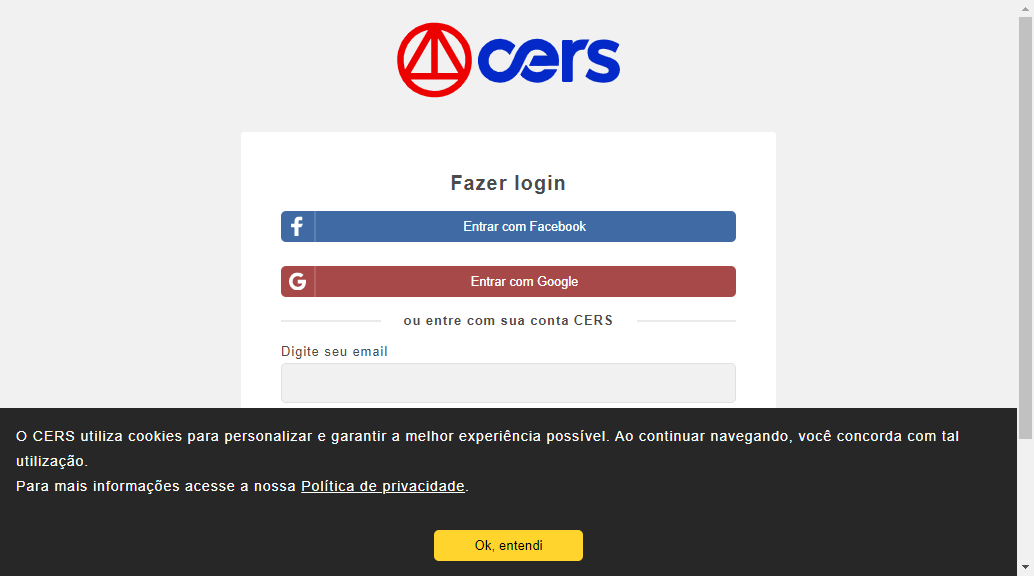 cers
Fazer login
Entrar com Facebook
Entrar com Google
ou entre com sua conta CERS
Digite seu email
O CERS utiliza cookies para personalizar e garantir a melhor experiência possível. Ao continuar navegando, você concorda com tal
utilização.
Para mais informações acesse a nossa Política de privacidade.
Ok, entendi